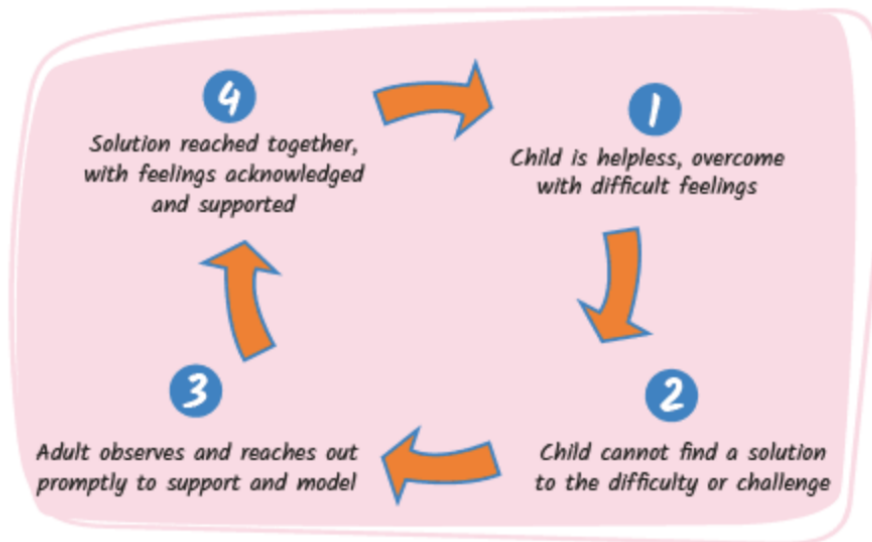 4
Solution reached together,
with feelings acknowledged
and supported
1
Child is helpless, overcome
with difficult feelings
3
Adult observes and reaches out
promptly to support and model
2
Child cannot find a solution
to the difficulty or challenge